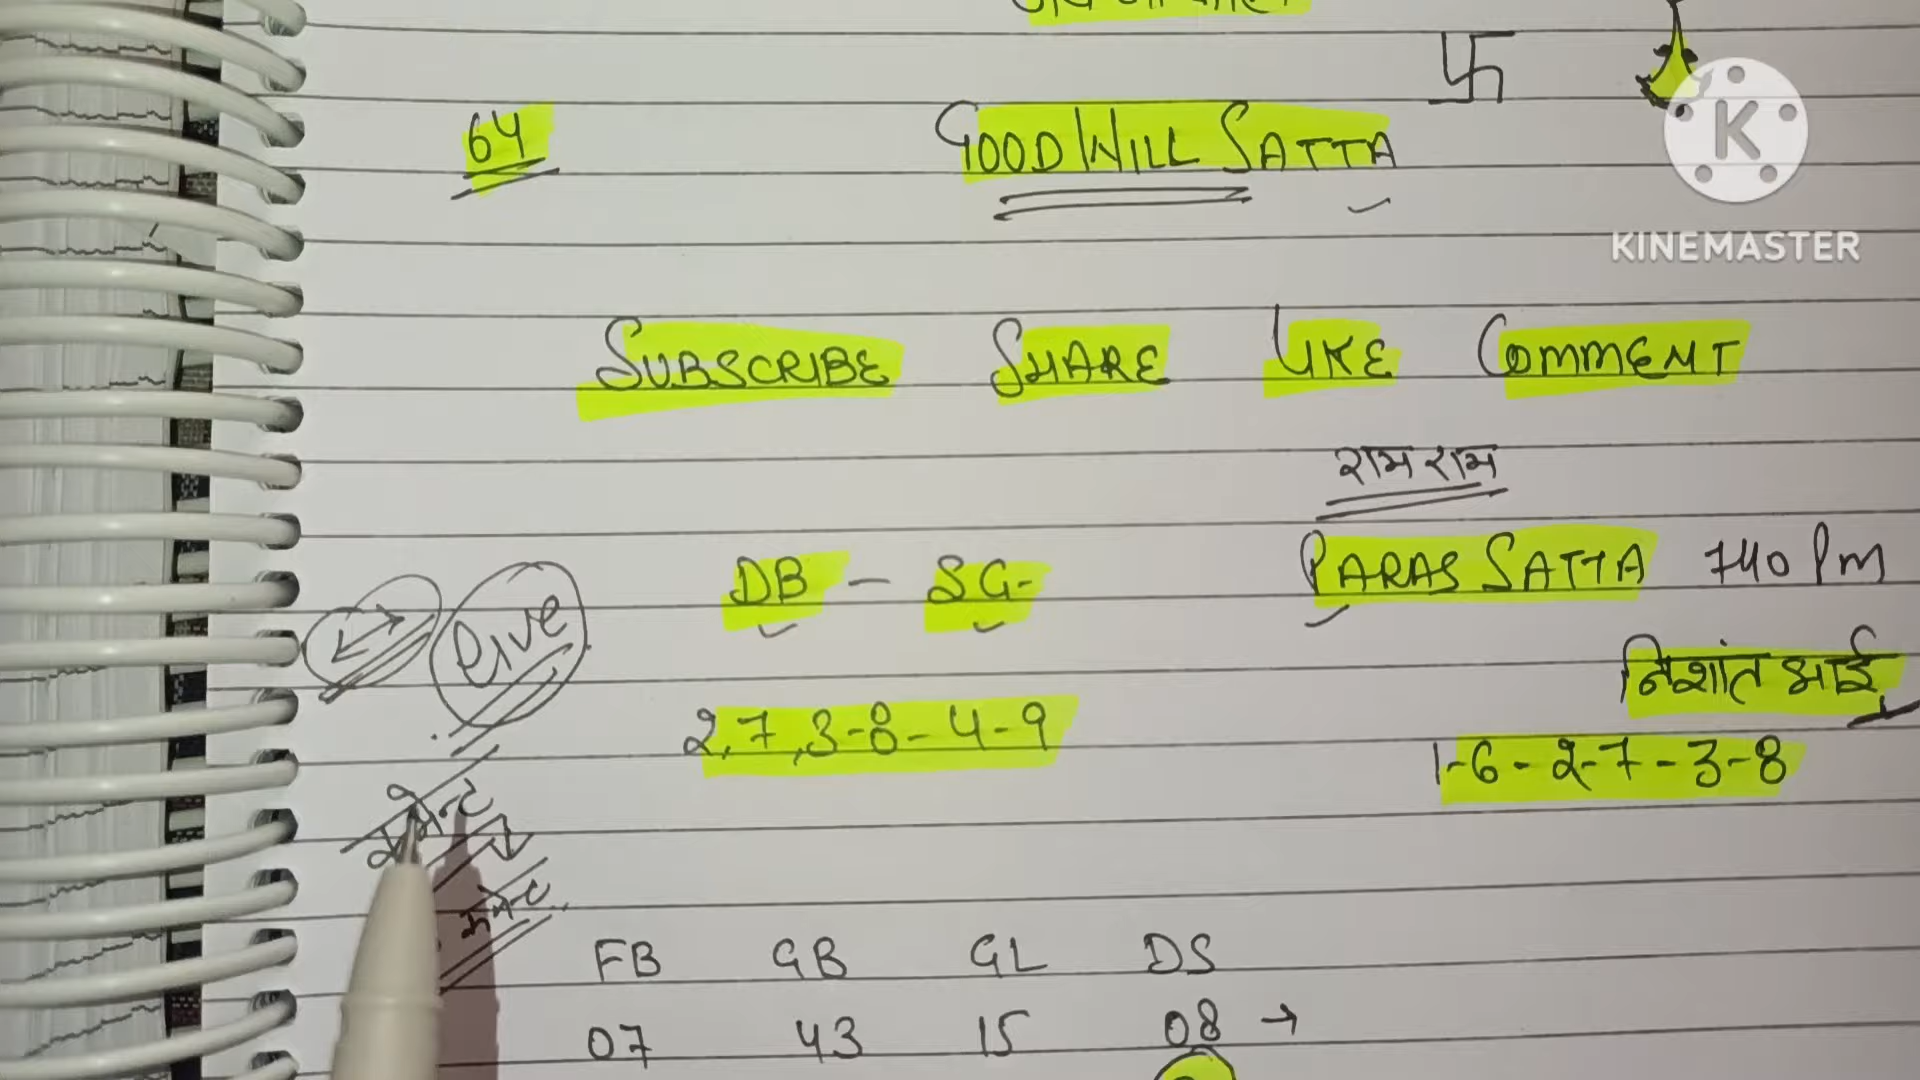 64 GOODWILL SATTA
KINEMASTER
SUBSCRIBE SHARE LIKE COMMENT
राम राम
DB - SG- PARAS SATTA 740 Pm
Live
निशांत भाई
2,7,3-8-4-9
1-6-2-7-3-8
FB GB GL DS
07 43 15 08 →